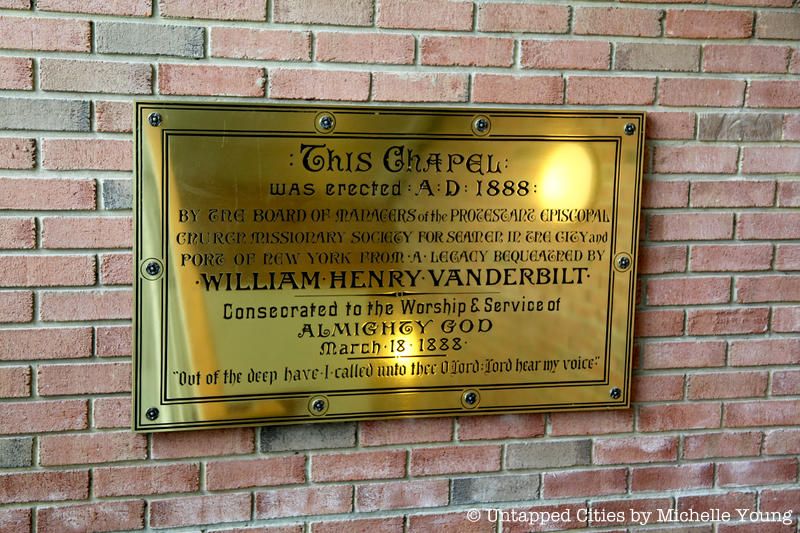 :This Chapel:
was erected · A · D · 1888:
BY THE BOARD OF MANAGERS of the PROTESTANT EPISCOPAL
CHURCH MISSIONARY SOCIETY FOR SEAMEN IN THE CITY and
PORT OF NEW YORK FROM · A · LEGACY BEQUEATHED BY
·WILLIAM·HENRY·VANDERBILT·
Consecrated to the Worship & Service of
ALMIGHTY GOD
March · 18 · 1888
"Out of the deep have · I · called unto thee O Lord: Lord hear my voice"
© Untapped Cities by Michelle Young